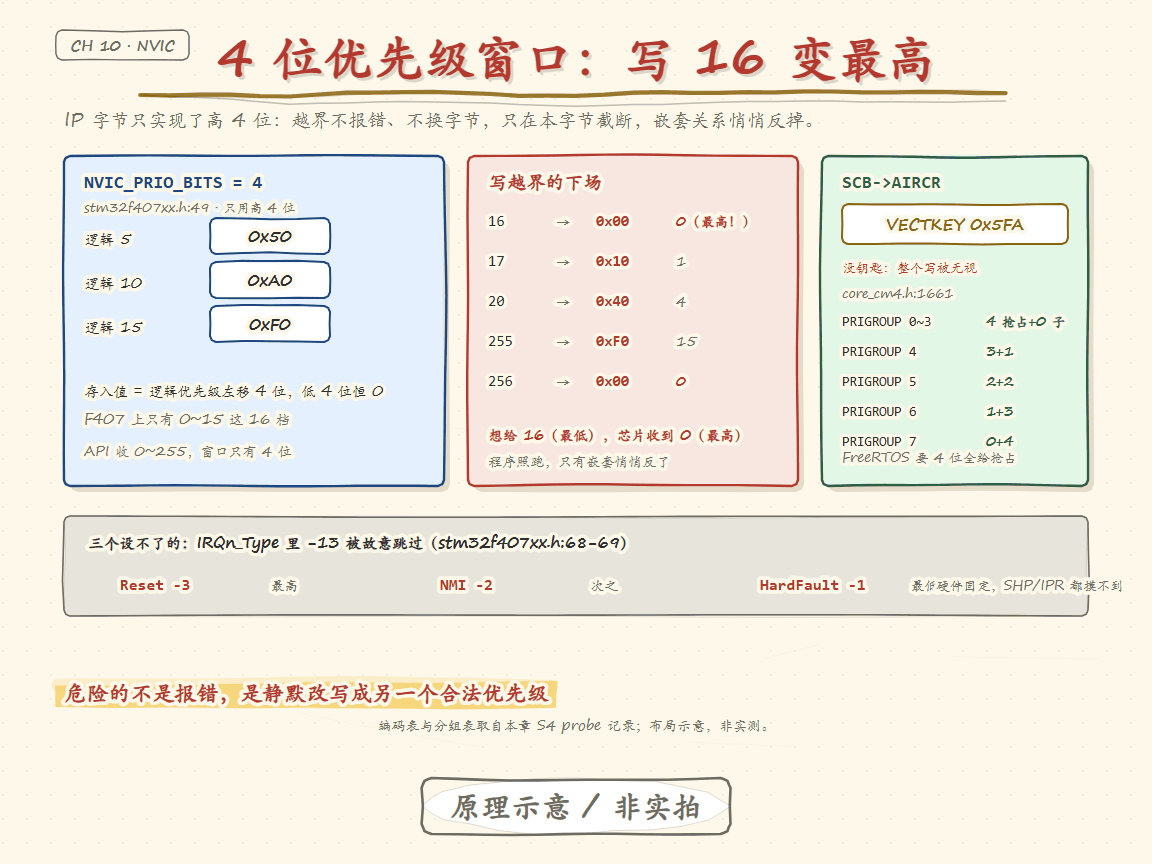 CH 10 · NVIC
4 位优先级窗口：写 16 变最高
IP 字节只实现了高 4 位：越界不报错、不换字节，只在本字节截断，嵌套关系悄悄反掉。
NVIC_PRIO_BITS = 4
stm32f407xx.h:49 · 只用高 4 位
逻辑 5
0x50
逻辑 10
0xA0
逻辑 15
0xF0
存入值 = 逻辑优先级左移 4 位，低 4 位恒 0
F407 上只有 0~15 这 16 档
API 收 0~255，窗口只有 4 位
写越界的下场
16 → 0x00 0（最高！）
17 → 0x10 1
20 → 0x40 4
255 → 0xF0 15
256 → 0x00 0
想给 16（最低），芯片收到 0（最高）
程序照跑，只有嵌套悄悄反了
SCB->AIRCR
VECTKEY 0x5FA
没钥匙：整个写被无视
core_cm4.h:1661
PRIGROUP 0~3 4 抢占+0 子
PRIGROUP 4 3+1
PRIGROUP 5 2+2
PRIGROUP 6 1+3
PRIGROUP 7 0+4
FreeRTOS 要 4 位全给抢占
三个设不了的：IRQn_Type 里 -13 被故意跳过（stm32f407xx.h:68-69）
Reset -3 最高 NMI -2 次之 HardFault -1 最低硬件固定，SHP/IPR 都摸不到
危险的不是报错，是静默改写成另一个合法优先级
编码表与分组表取自本章 S4 probe 记录；布局示意，非实测。
原理示意 / 非实拍